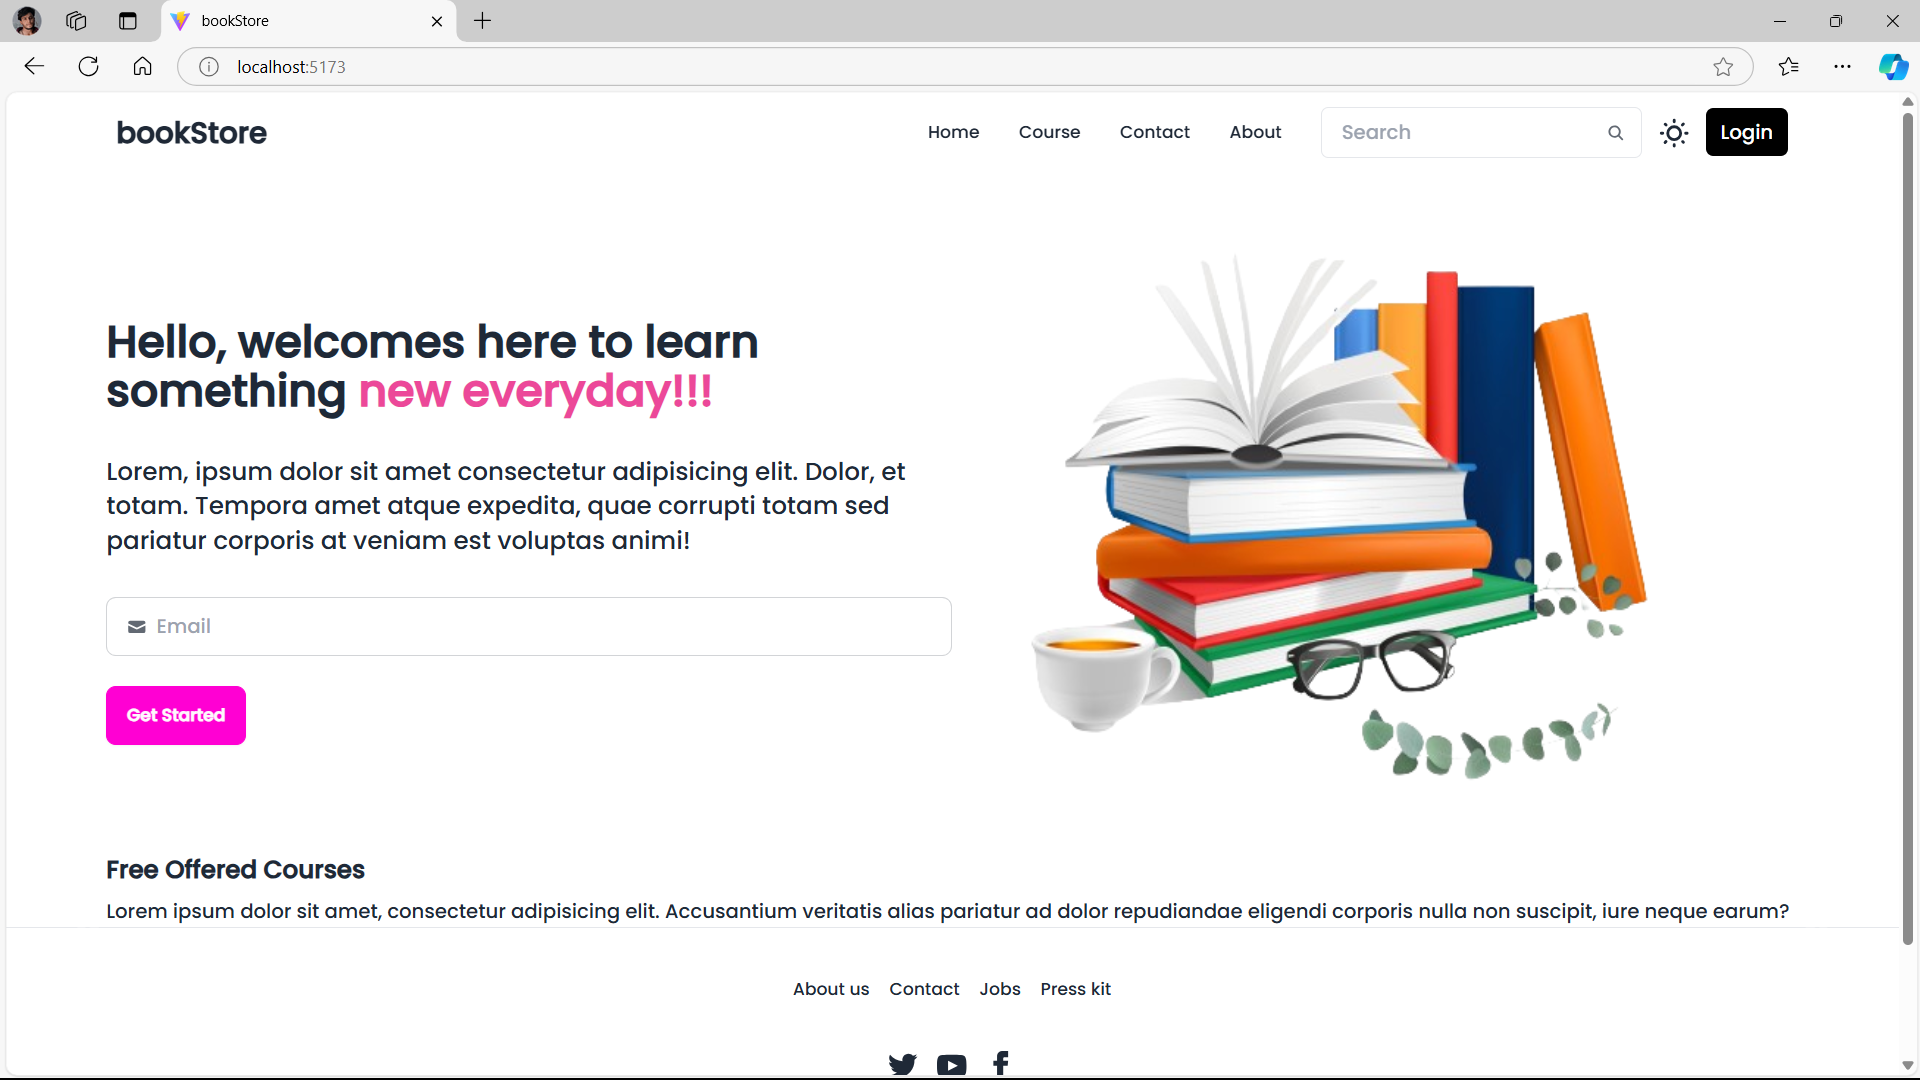 bookStore
localhost:5173
bookStore
Home Course Contact About Search Login
Hello, welcomes here to learn
something new everyday!!!
Lorem, ipsum dolor sit amet consectetur adipisicing elit. Dolor, et
totam. Tempora amet atque expedita, quae corrupti totam sed
pariatur corporis at veniam est voluptas animi!
Email
Get Started
Free Offered Courses
Lorem ipsum dolor sit amet, consectetur adipisicing elit. Accusantium veritatis alias pariatur ad dolor repudiandae eligendi corporis nulla non suscipit, iure neque earum?
About us Contact Jobs Press kit